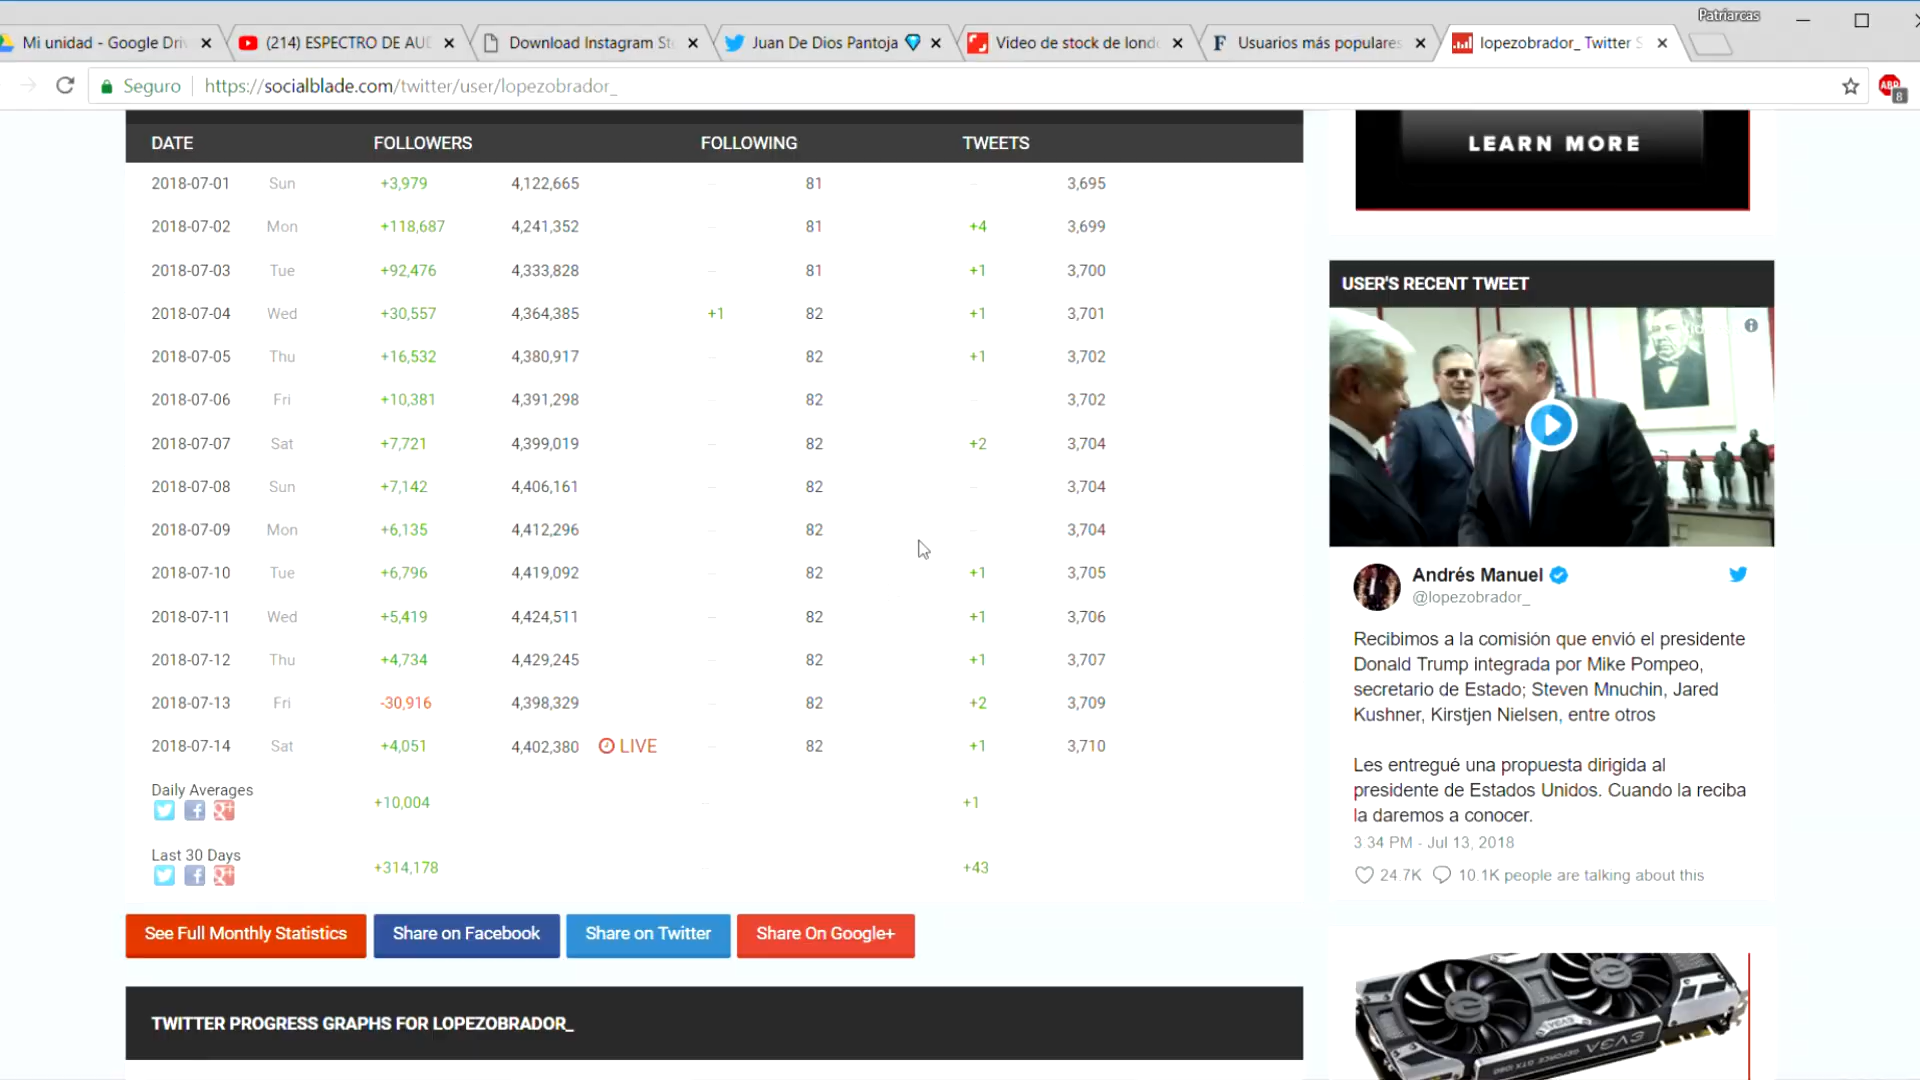 Patriarcas
Mi unidad - Google Dri
(214) ESPECTRO DE AU
Download Instagram St
Juan De Dios Pantoja
Video de stock de lond
Usuarios más populares
lopezobrador_ Twitter S
Seguro
https://socialblade.com/twitter/user/lopezobrador_
ABP
8
DATE FOLLOWERS FOLLOWING TWEETS
2018-07-01 Sun +3,979 4,122,665 -- 81 -- 3,695
2018-07-02 Mon +118,687 4,241,352 -- 81 +4 3,699
2018-07-03 Tue +92,476 4,333,828 -- 81 +1 3,700
2018-07-04 Wed +30,557 4,364,385 +1 82 +1 3,701
2018-07-05 Thu +16,532 4,380,917 -- 82 +1 3,702
2018-07-06 Fri +10,381 4,391,298 -- 82 -- 3,702
2018-07-07 Sat +7,721 4,399,019 -- 82 +2 3,704
2018-07-08 Sun +7,142 4,406,161 -- 82 -- 3,704
2018-07-09 Mon +6,135 4,412,296 -- 82 -- 3,704
2018-07-10 Tue +6,796 4,419,092 -- 82 +1 3,705
2018-07-11 Wed +5,419 4,424,511 -- 82 +1 3,706
2018-07-12 Thu +4,734 4,429,245 -- 82 +1 3,707
2018-07-13 Fri -30,916 4,398,329 -- 82 +2 3,709
2018-07-14 Sat +4,051 4,402,380 LIVE -- 82 +1 3,710
Daily Averages
+10,004 -- +1
Last 30 Days
+314,178 +43
See Full Monthly Statistics
Share on Facebook
Share on Twitter
Share On Google+
TWITTER PROGRESS GRAPHS FOR LOPEZOBRADOR_
LEARN MORE
USER'S RECENT TWEET
Andrés Manuel
@lopezobrador_
Recibimos a la comisión que envió el presidente
Donald Trump integrada por Mike Pompeo,
secretario de Estado; Steven Mnuchin, Jared
Kushner, Kirstjen Nielsen, entre otros
Les entregué una propuesta dirigida al
presidente de Estados Unidos. Cuando la reciba
la daremos a conocer.
3:34 PM - Jul 13, 2018
24.7K 10.1K people are talking about this
EVGA
EVGA GEFORCE GTX 1080